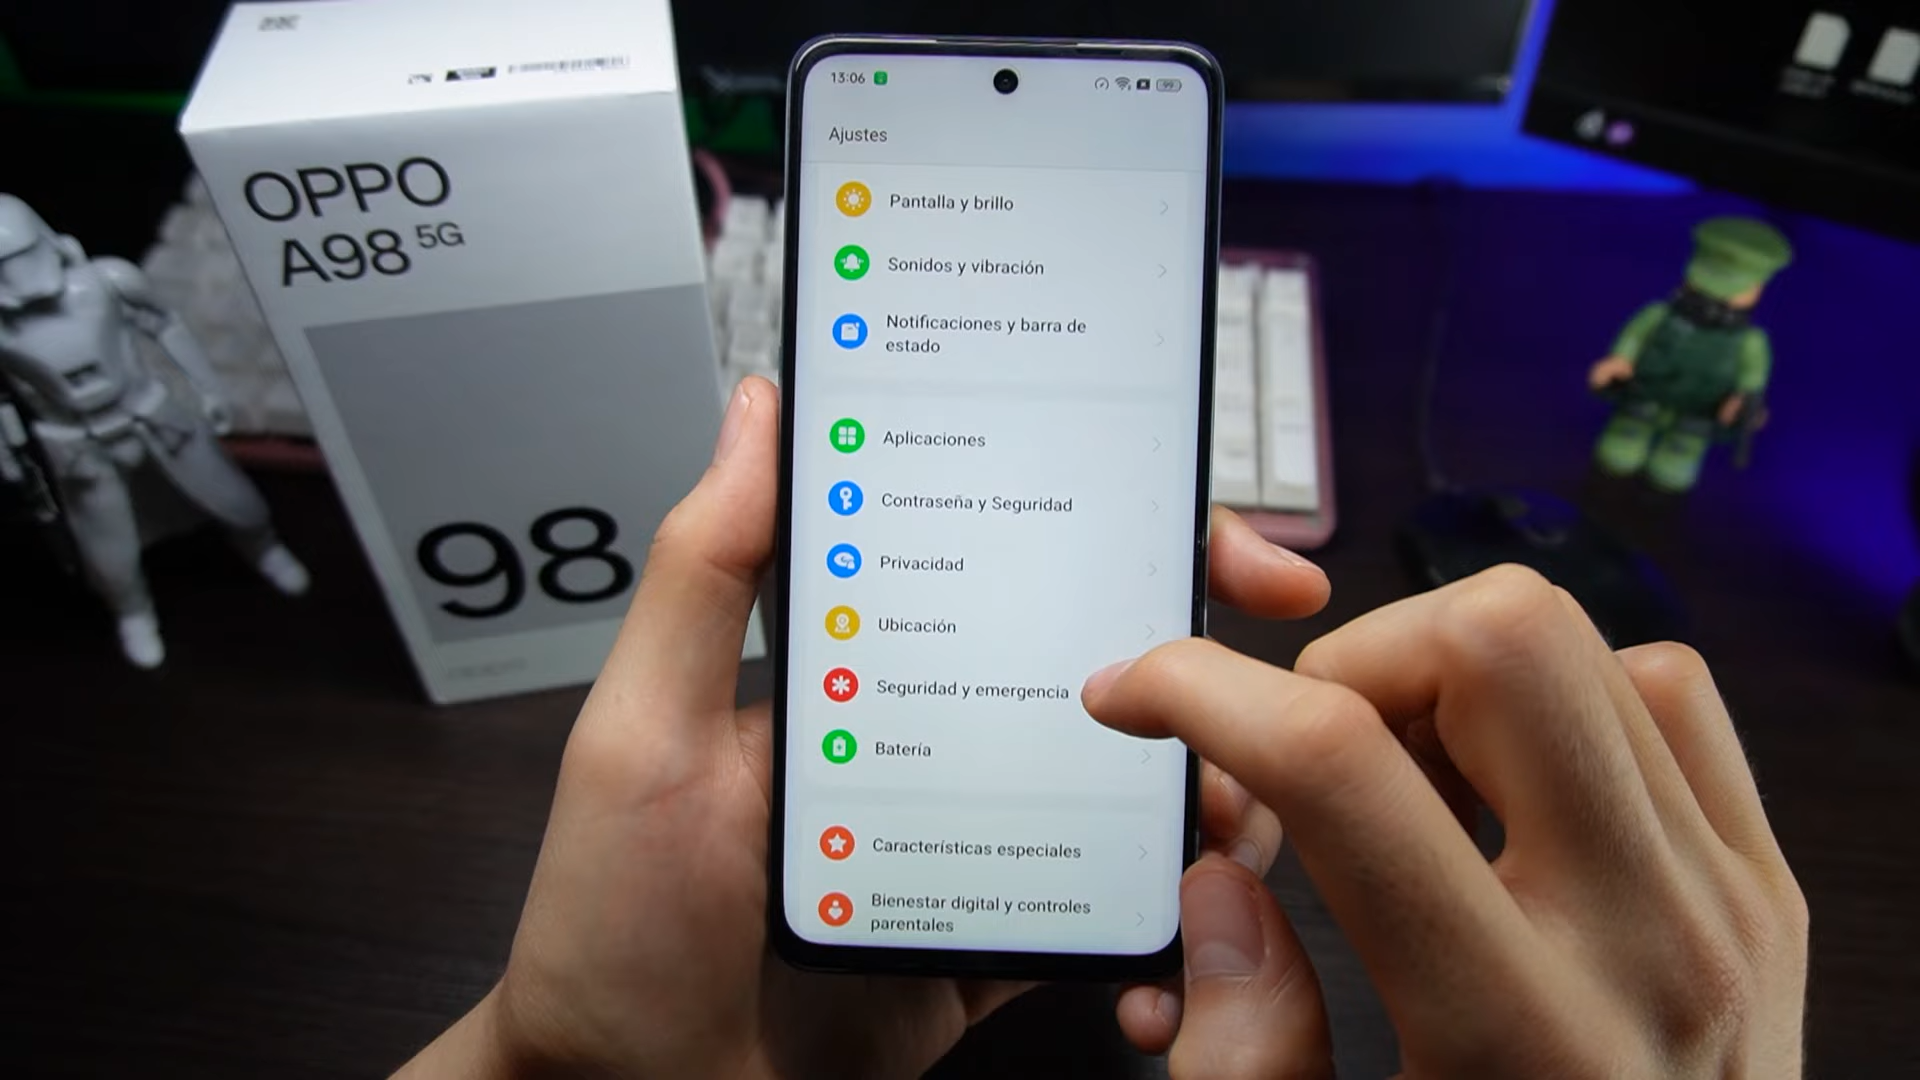 OPPO
A98 5G
98
13:06
99
Ajustes
Pantalla y brillo
Sonidos y vibración
Notificaciones y barra de
estado
Aplicaciones
Contraseña y Seguridad
Privacidad
Ubicación
Seguridad y emergencia
Batería
Características especiales
Bienestar digital y controles
parentales